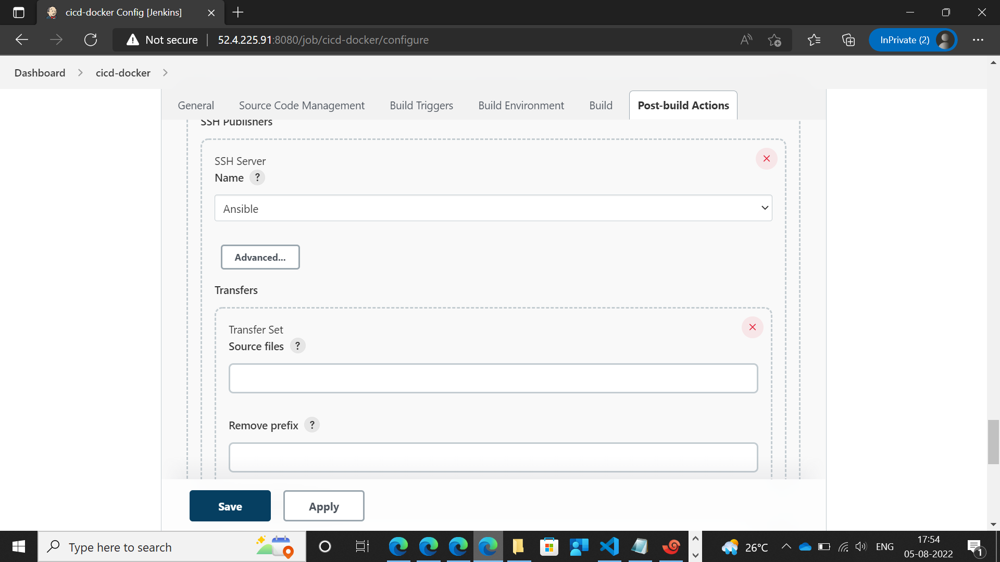 cicd-docker Config [Jenkins]
Not secure
52.4.225.91:8080/job/cicd-docker/configure
InPrivate (2)
Dashboard
cicd-docker
General
Source Code Management
Build Triggers
Build Environment
Build
Post-build Actions
SSH Publishers
SSH Server
Name ?
Ansible
Advanced...
Transfers
Transfer Set
Source files ?
Remove prefix ?
Save
Apply
Type here to search
26°C
ENG
17:54
05-08-2022
1